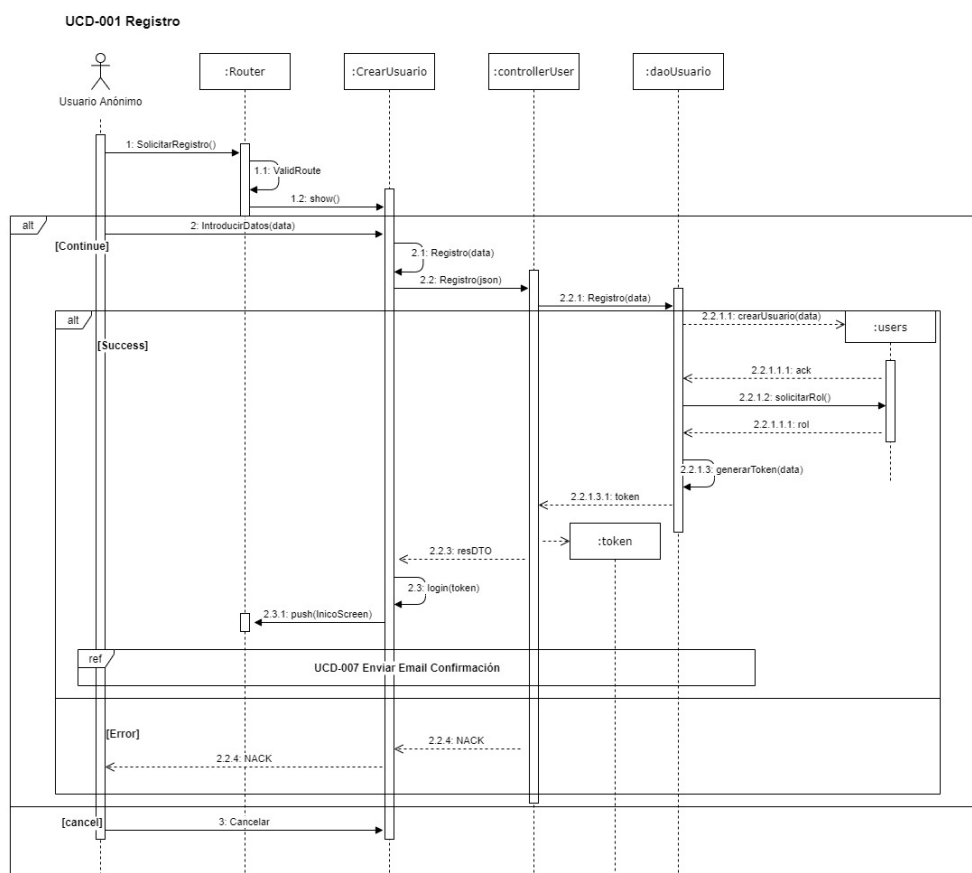 UCD-001 Registro
Usuario Anónimo
:Router
:CrearUsuario
:controllerUser
:daoUsuario
1: SolicitarRegistro()
1.1: ValidRoute
1.2: show()
alt
[Continue]
2: IntroducirDatos(data)
2.1: Registro(data)
2.2: Registro(json)
2.2.1: Registro(data)
alt
[Success]
2.2.1.1: crearUsuario(data)
:users
2.2.1.1.1: ack
2.2.1.2: solicitarRol()
2.2.1.1.1: rol
2.2.1.3: generarToken(data)
2.2.1.3.1: token
:token
2.2.3: resDTO
2.3: login(token)
2.3.1: push(InicoScreen)
ref
UCD-007 Enviar Email Confirmación
[Error]
2.2.4: NACK
2.2.4: NACK
[cancel]
3: Cancelar